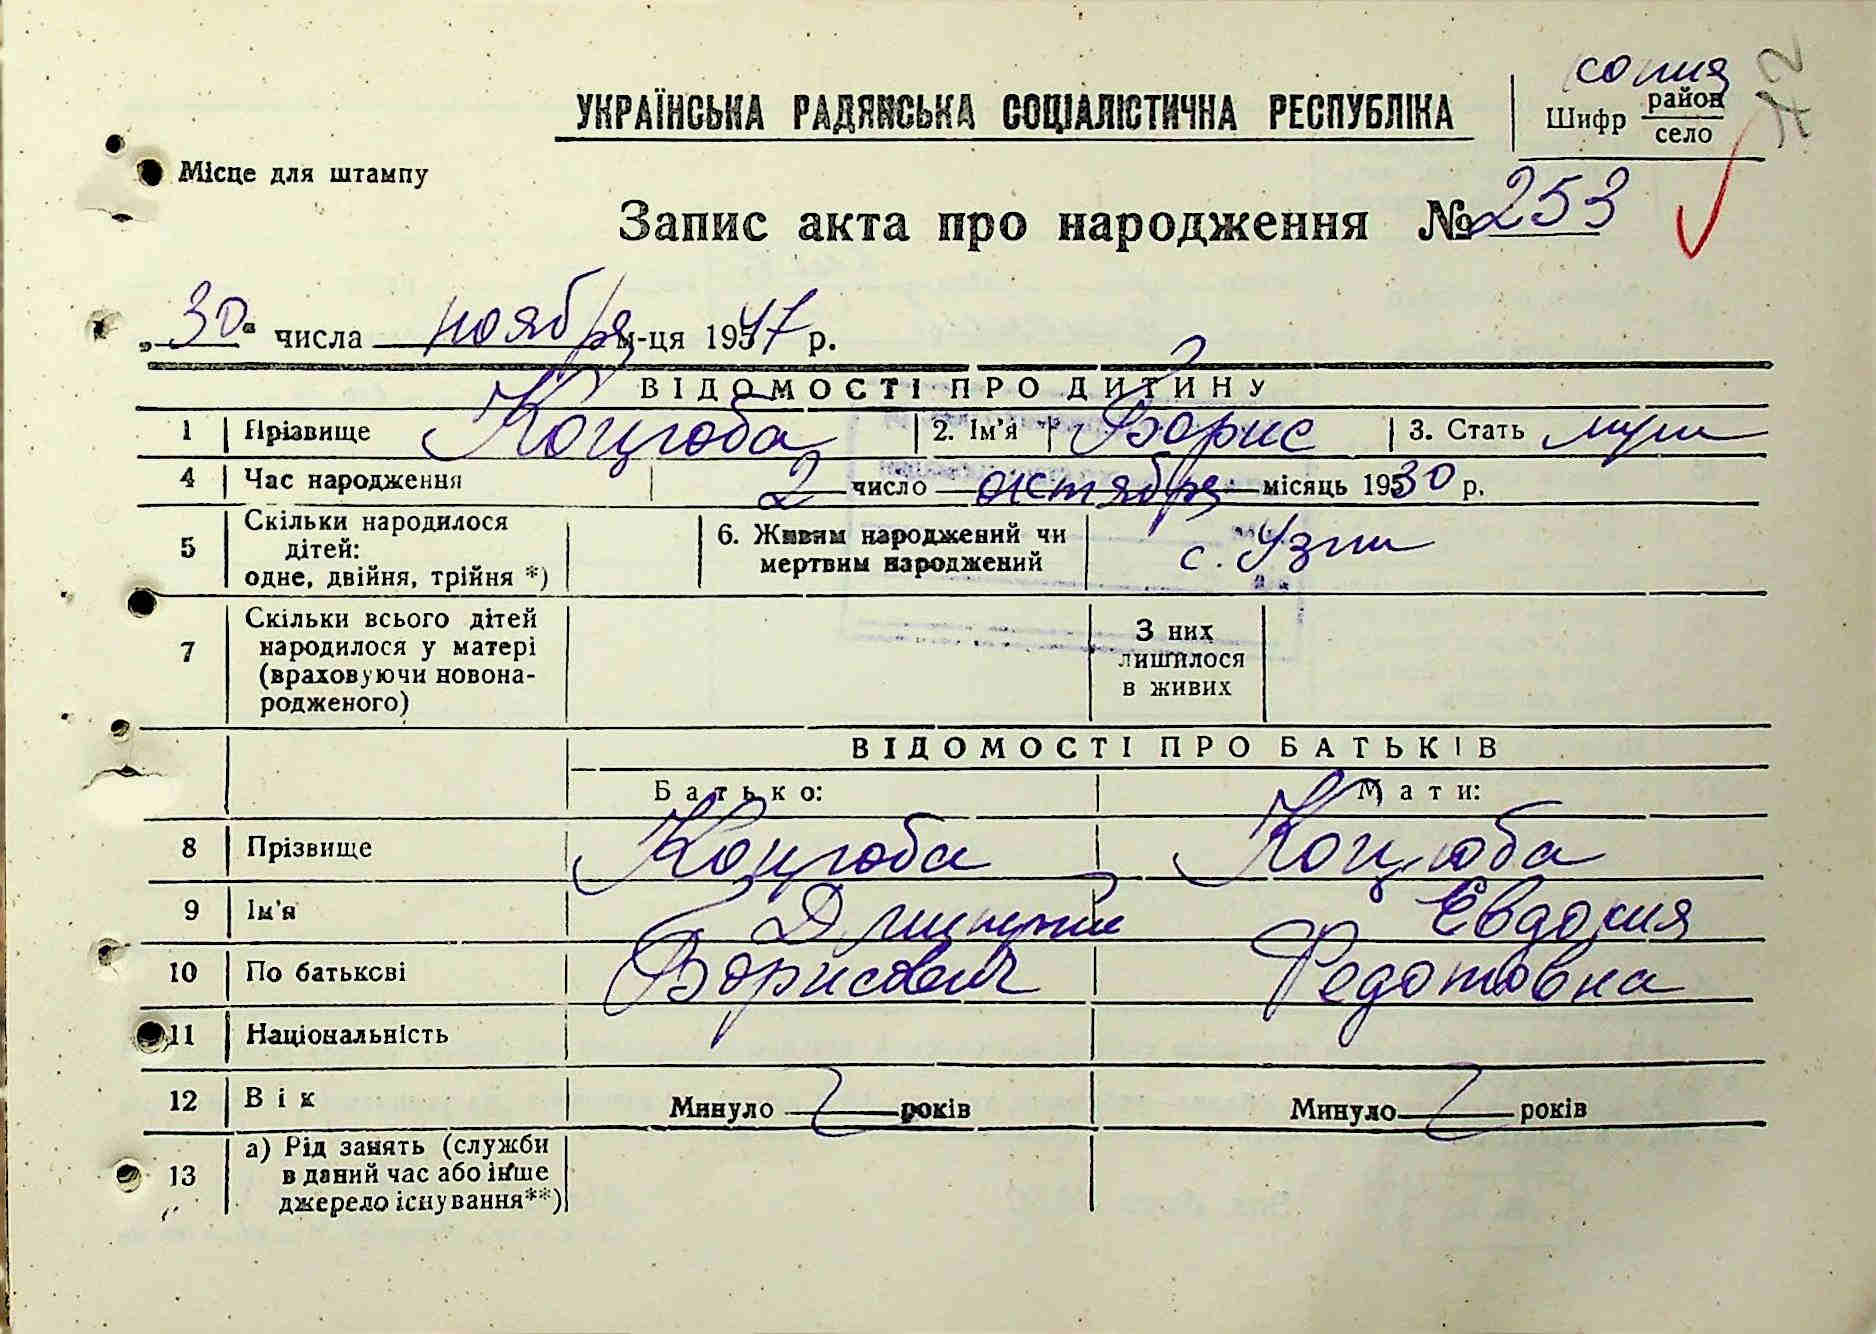 копия
УКРАЇНСЬКА РАДЯНСЬКА СОЦІАЛІСТИЧНА РЕСПУБЛІКА
Шифр район село
72
Місце для штампу
Запис акта про народження № 253
„30“ числа ноября м-ця 1947 р.
ВІДОМОСТІ ПРО ДИТИНУ
1 Прізвище Коцюба 2. Ім'я Борис 3. Стать муж
4 Час народження 2 число октября місяць 1930 р.
5 Скільки народилося дітей: одне, двійня, трійня *) 6. Живим народжений чи мертвим народжений с. Узин
7 Скільки всього дітей народилося у матері (враховуючи новонародженого) З них лишилося в живих
ВІДОМОСТІ ПРО БАТЬКІВ
Батько: Мати:
8 Прізвище Коцюба Коцюба
9 Ім'я Дмитрий Евдокия
10 По батькові Борисович Федотовна
11 Національність
12 Вік Минуло років Минуло років
13 а) Рід занять (служби в даний час або інше джерело існування**)